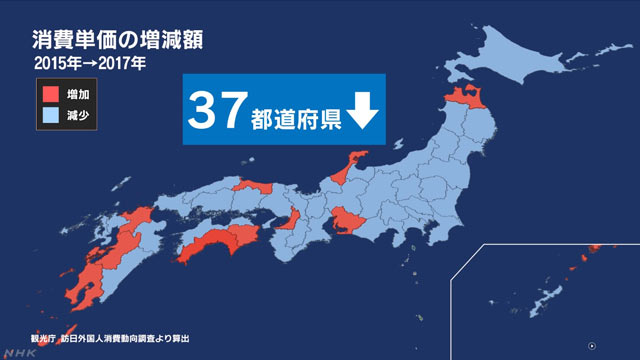 消費単価の増減額
2015年→2017年
増加
減少
37都道府県
観光庁 訪日外国人消費動向調査より算出
NHK